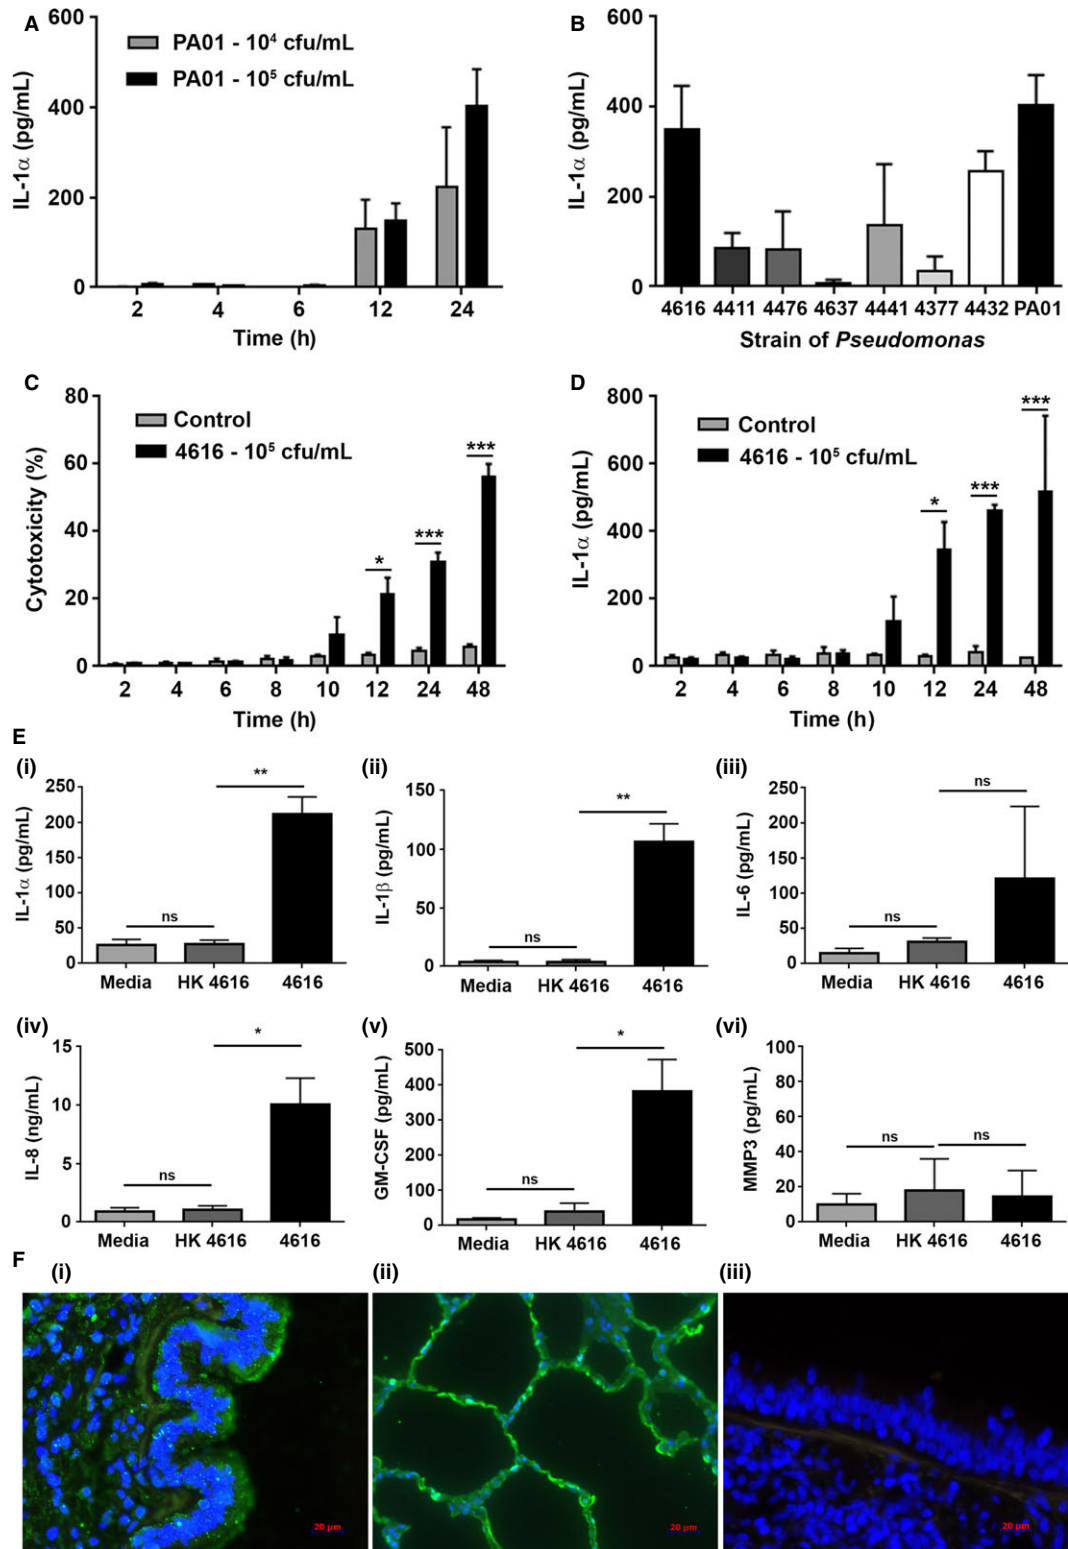 A
600
400
200
0
IL-1α (pg/mL)
PA01 - 10⁴ cfu/mL
PA01 - 10⁵ cfu/mL
2 4 6 12 24
Time (h)
B
600
400
200
0
IL-1α (pg/mL)
4616 4411 4476 4637 4441 4377 4432 PA01
Strain of Pseudomonas
C
80
60
40
20
0
Cytotoxicity (%)
Control
4616 - 10⁵ cfu/mL
*
***
***
2 4 6 8 10 12 24 48
Time (h)
D
800
600
400
200
0
IL-1α (pg/mL)
Control
4616 - 10⁵ cfu/mL
*
***
***
2 4 6 8 10 12 24 48
Time (h)
E
(i)
250
200
150
100
50
0
IL-1α (pg/mL)
ns
**
Media HK 4616 4616
(ii)
150
100
50
0
IL-1β (pg/mL)
ns
**
Media HK 4616 4616
(iii)
250
200
150
100
50
0
IL-6 (pg/mL)
ns
ns
Media HK 4616 4616
(iv)
15
10
5
0
IL-8 (ng/mL)
ns
*
Media HK 4616 4616
(v)
500
400
300
200
100
0
GM-CSF (pg/mL)
ns
*
Media HK 4616 4616
(vi)
100
80
60
40
20
0
MMP3 (pg/mL)
ns
ns
Media HK 4616 4616
F
(i)
20 µm
(ii)
20 µm
(iii)
20 µm